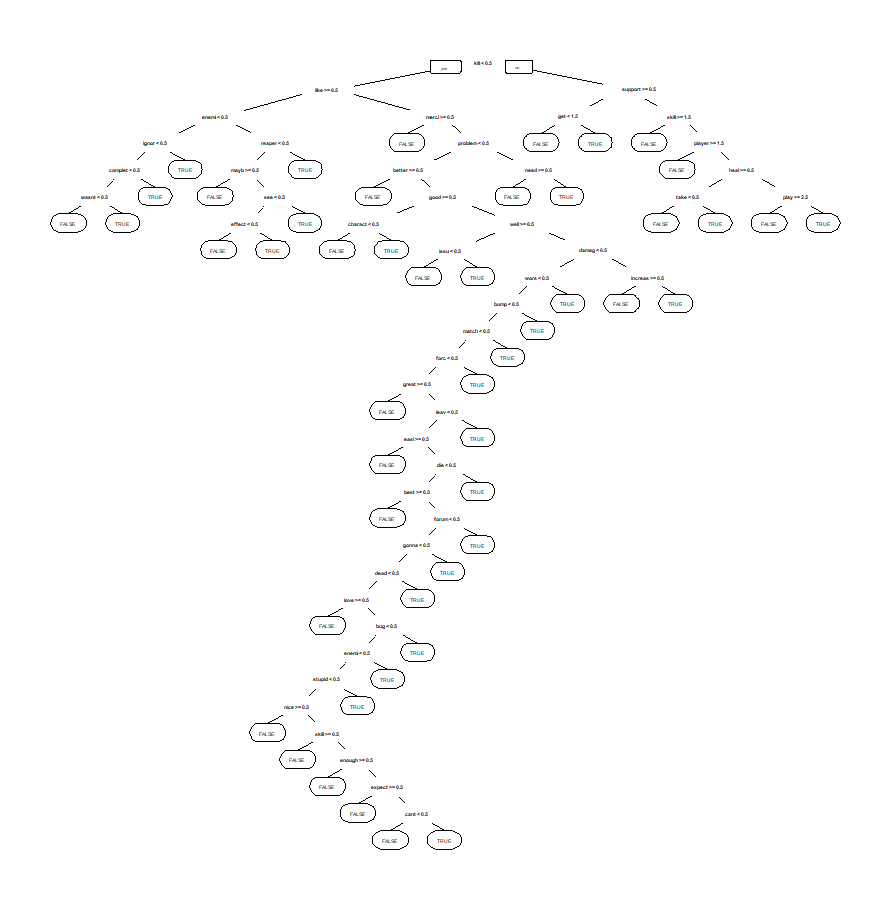 yes kill < 0.5 no
like >= 0.5 support >= 0.5
enemi < 0.5 merci >= 0.5 get < 1.5 skill >= 1.5
ignor < 0.5 reaper < 0.5 FALSE problem < 0.5 FALSE TRUE FALSE player >= 1.5
complet < 0.5 TRUE mayb >= 0.5 TRUE better >= 0.5 need >= 0.5 FALSE heal >= 0.5
wasnt < 0.5 TRUE FALSE see < 0.5 FALSE good >= 0.5 FALSE TRUE take < 0.5 play >= 2.5
FALSE TRUE effect < 0.5 TRUE charact < 0.5 well >= 0.5 FALSE TRUE FALSE TRUE
FALSE TRUE FALSE TRUE issu < 0.5 damag < 0.5
FALSE TRUE wors < 0.5 increas >= 0.5
bump < 0.5 TRUE FALSE TRUE
match < 0.5 TRUE
forc < 0.5 TRUE
great >= 0.5 TRUE
FALSE leav < 0.5
easi >= 0.5 TRUE
FALSE die < 0.5
best >= 0.5 TRUE
FALSE forum < 0.5
gonna < 0.5 TRUE
dead < 0.5 TRUE
love >= 0.5 TRUE
FALSE bug < 0.5
enemi < 0.5 TRUE
stupid < 0.5 TRUE
nice >= 0.5 TRUE
FALSE skill >= 0.5
FALSE enough >= 0.5
FALSE expect >= 0.5
FALSE cant < 0.5
FALSE TRUE